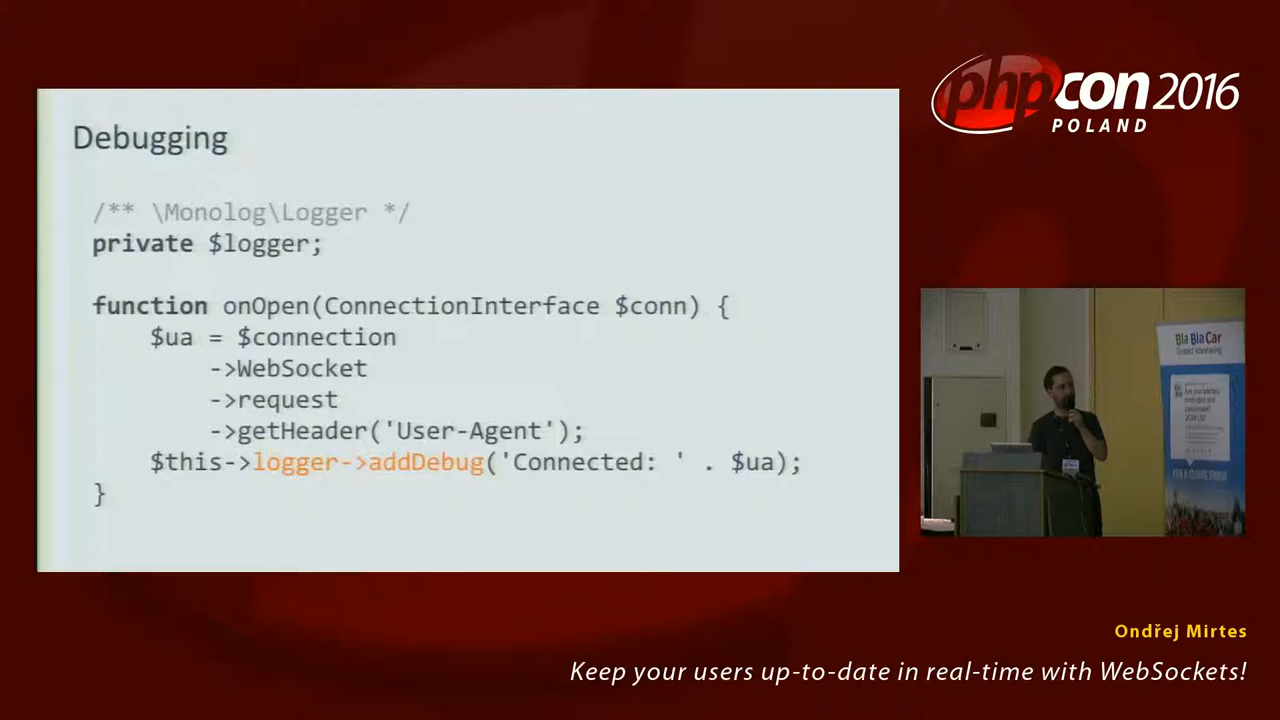 phpcon 2016
POLAND
Debugging
/** \Monolog\Logger */
private $logger;
function onOpen(ConnectionInterface $conn) {
$ua = $connection
->WebSocket
->request
->getHeader('User-Agent');
$this->logger->addDebug('Connected: ' . $ua);
}
Bla Bla Car
Ondřej Mirtes
Keep your users up-to-date in real-time with WebSockets!